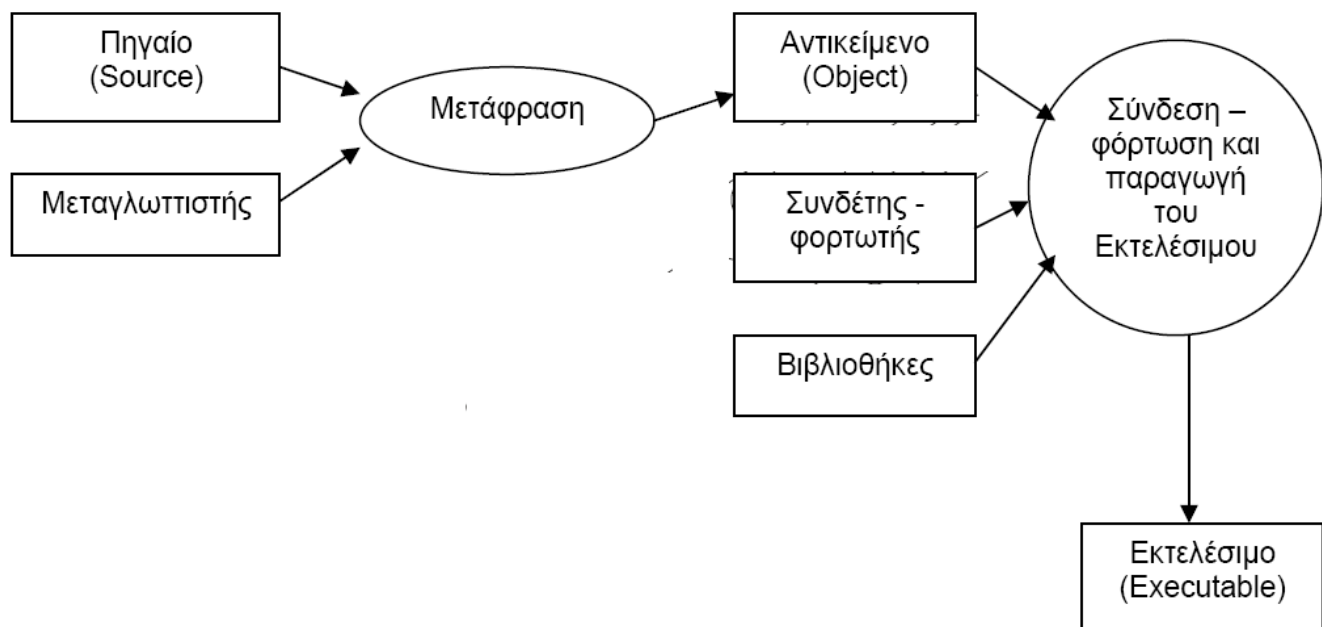 Πηγαίο
(Source)
Μεταγλωττιστής
Μετάφραση
Αντικείμενο
(Object)
Συνδέτης -
φορτωτής
Βιβλιοθήκες
Σύνδεση –
φόρτωση και
παραγωγή
του
Εκτελέσιμου
Εκτελέσιμο
(Executable)